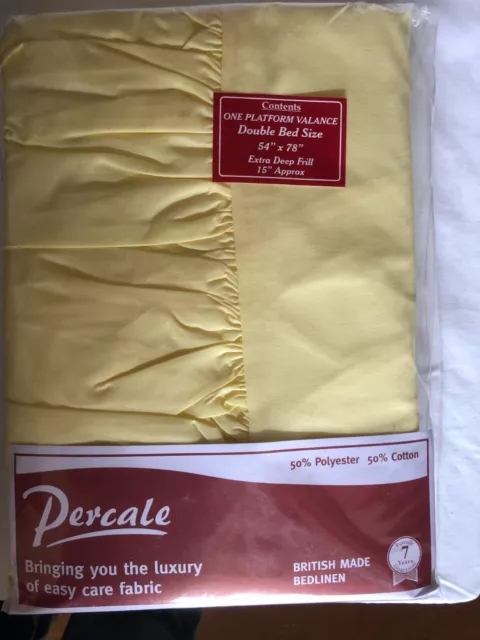 Contents
ONE PLATFORM VALANCE
Double Bed Size
54” x 78”
Extra Deep Frill
15” Approx
50% Polyester 50% Cotton
Percale
Bringing you the luxury
of easy care fabric
BRITISH MADE
BEDLINEN
7
Years